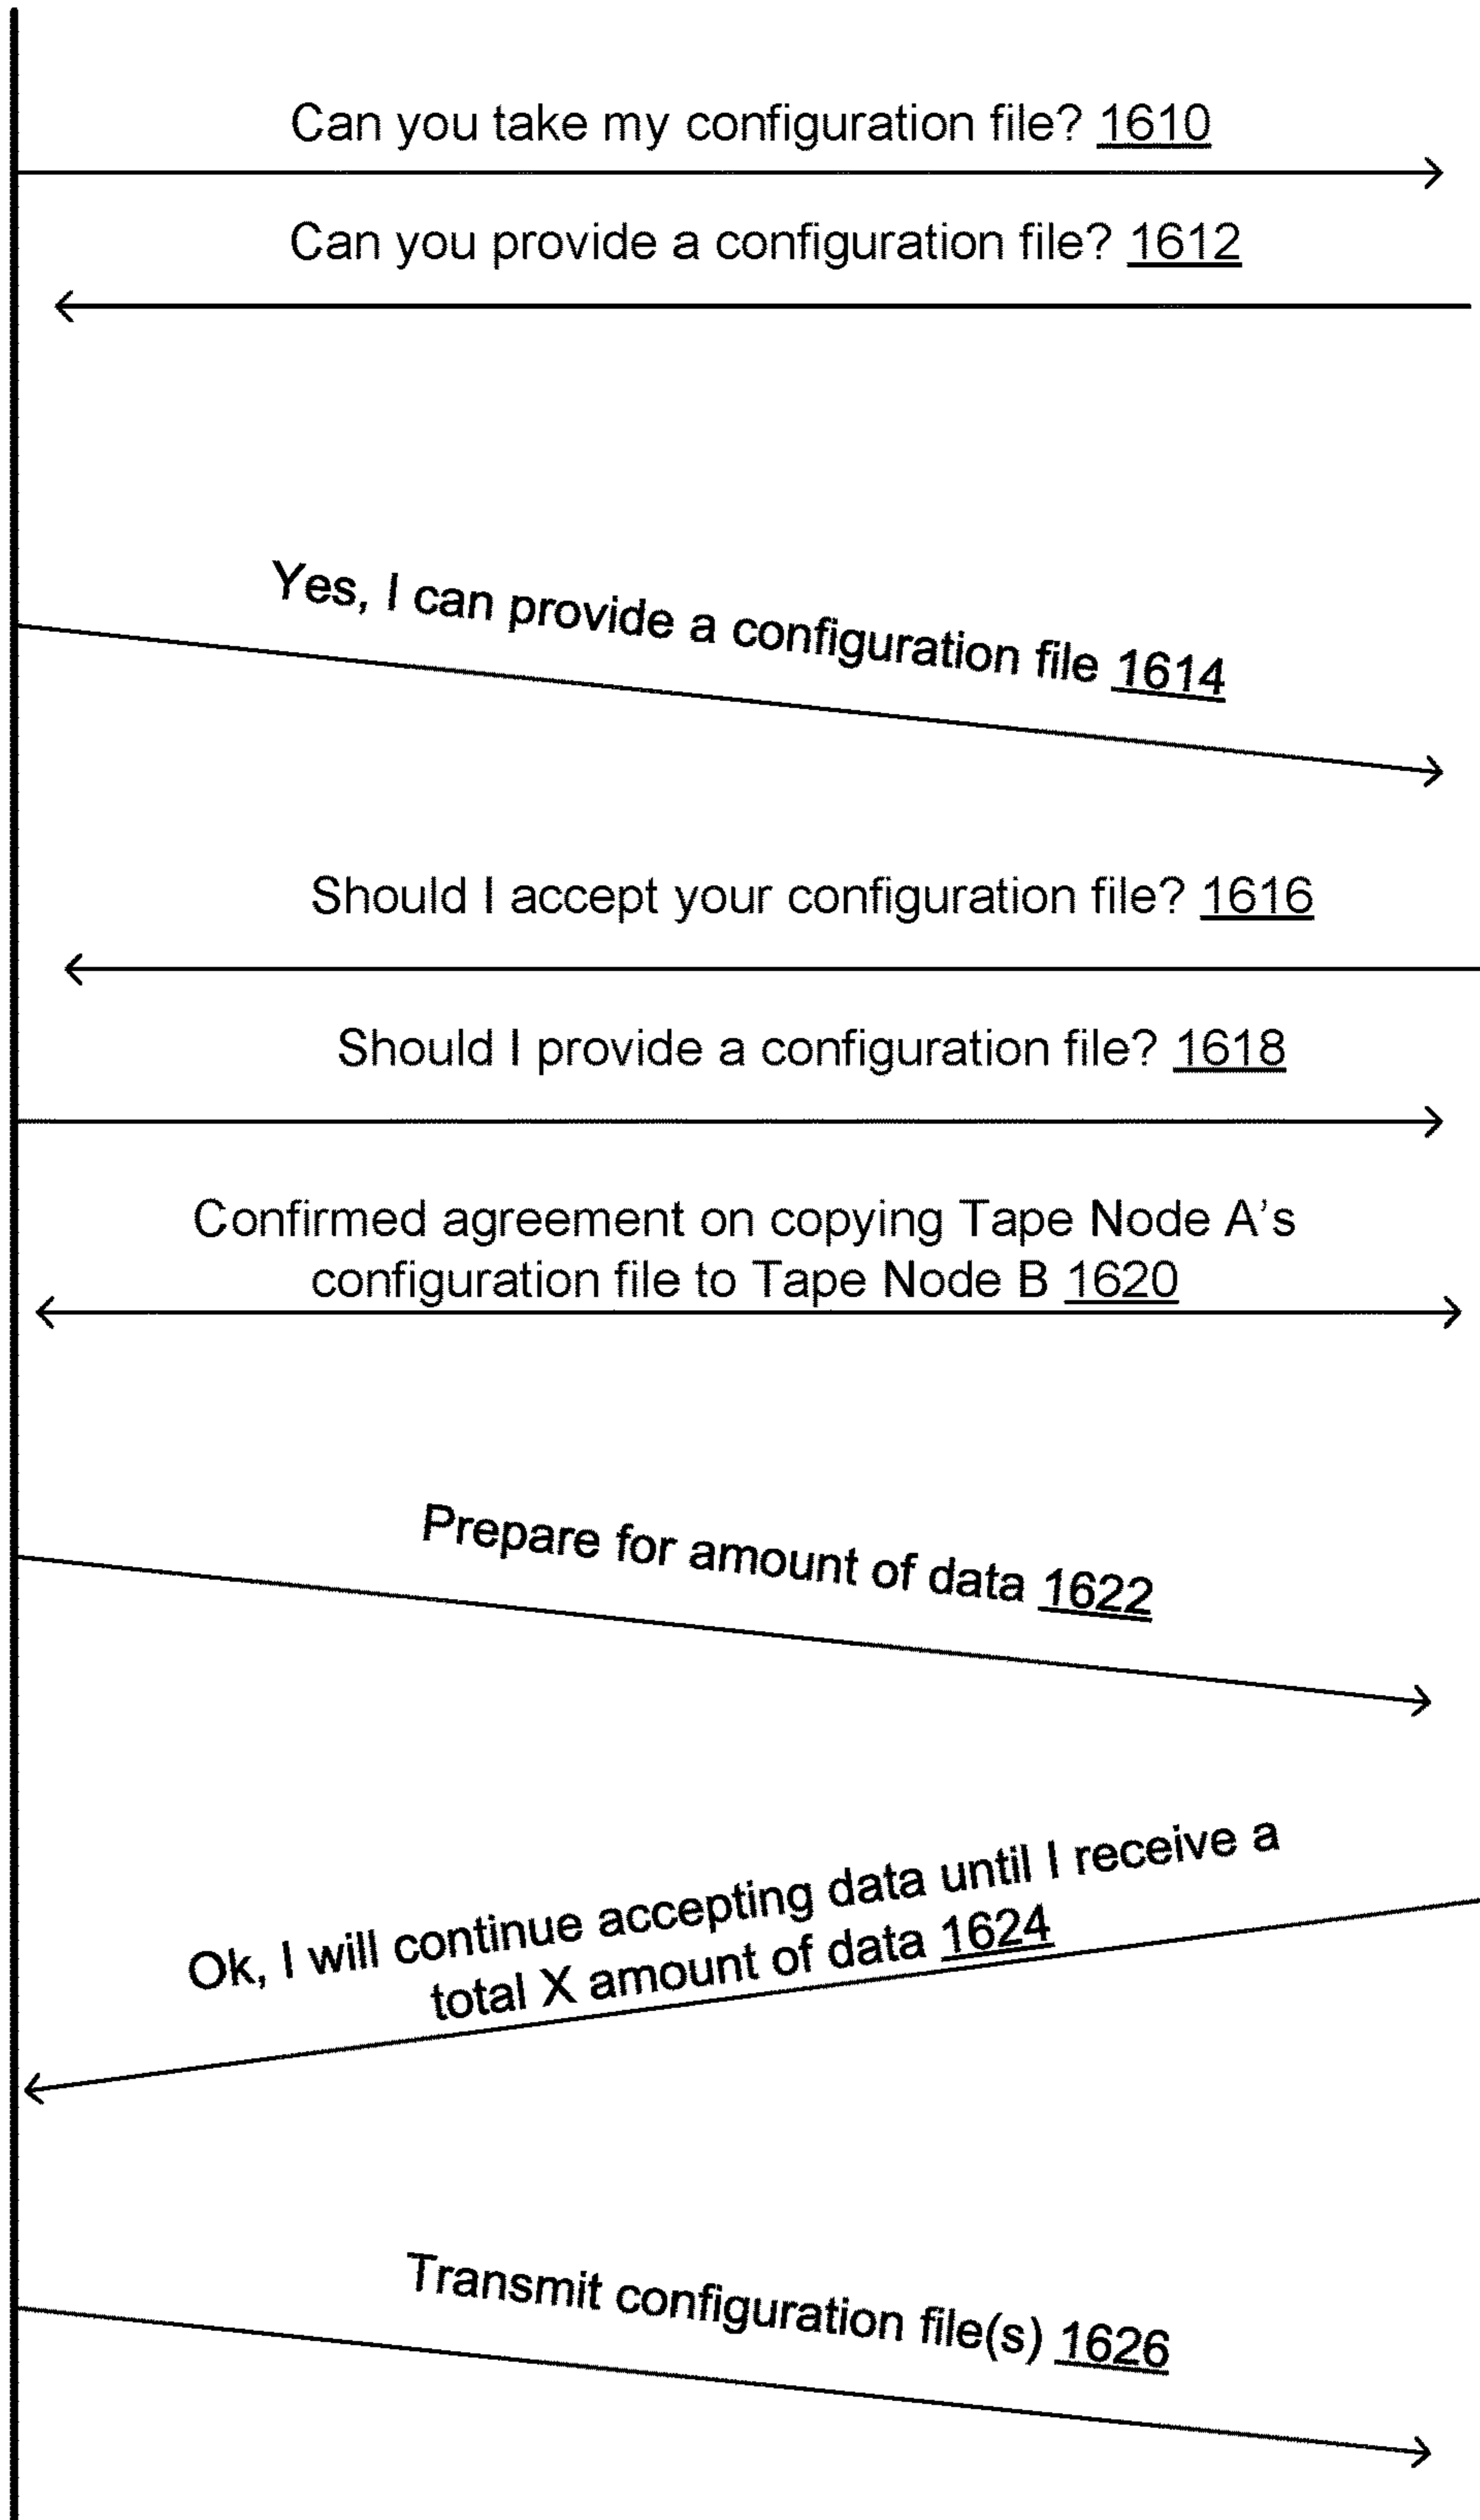 Can you take my configuration file? 1610
Can you provide a configuration file? 1612
Yes, I can provide a configuration file 1614
Should I accept your configuration file? 1616
Should I provide a configuration file? 1618
Confirmed agreement on copying Tape Node A's
configuration file to Tape Node B 1620
Prepare for amount of data 1622
Ok, I will continue accepting data until I receive a
total X amount of data 1624
Transmit configuration file(s) 1626